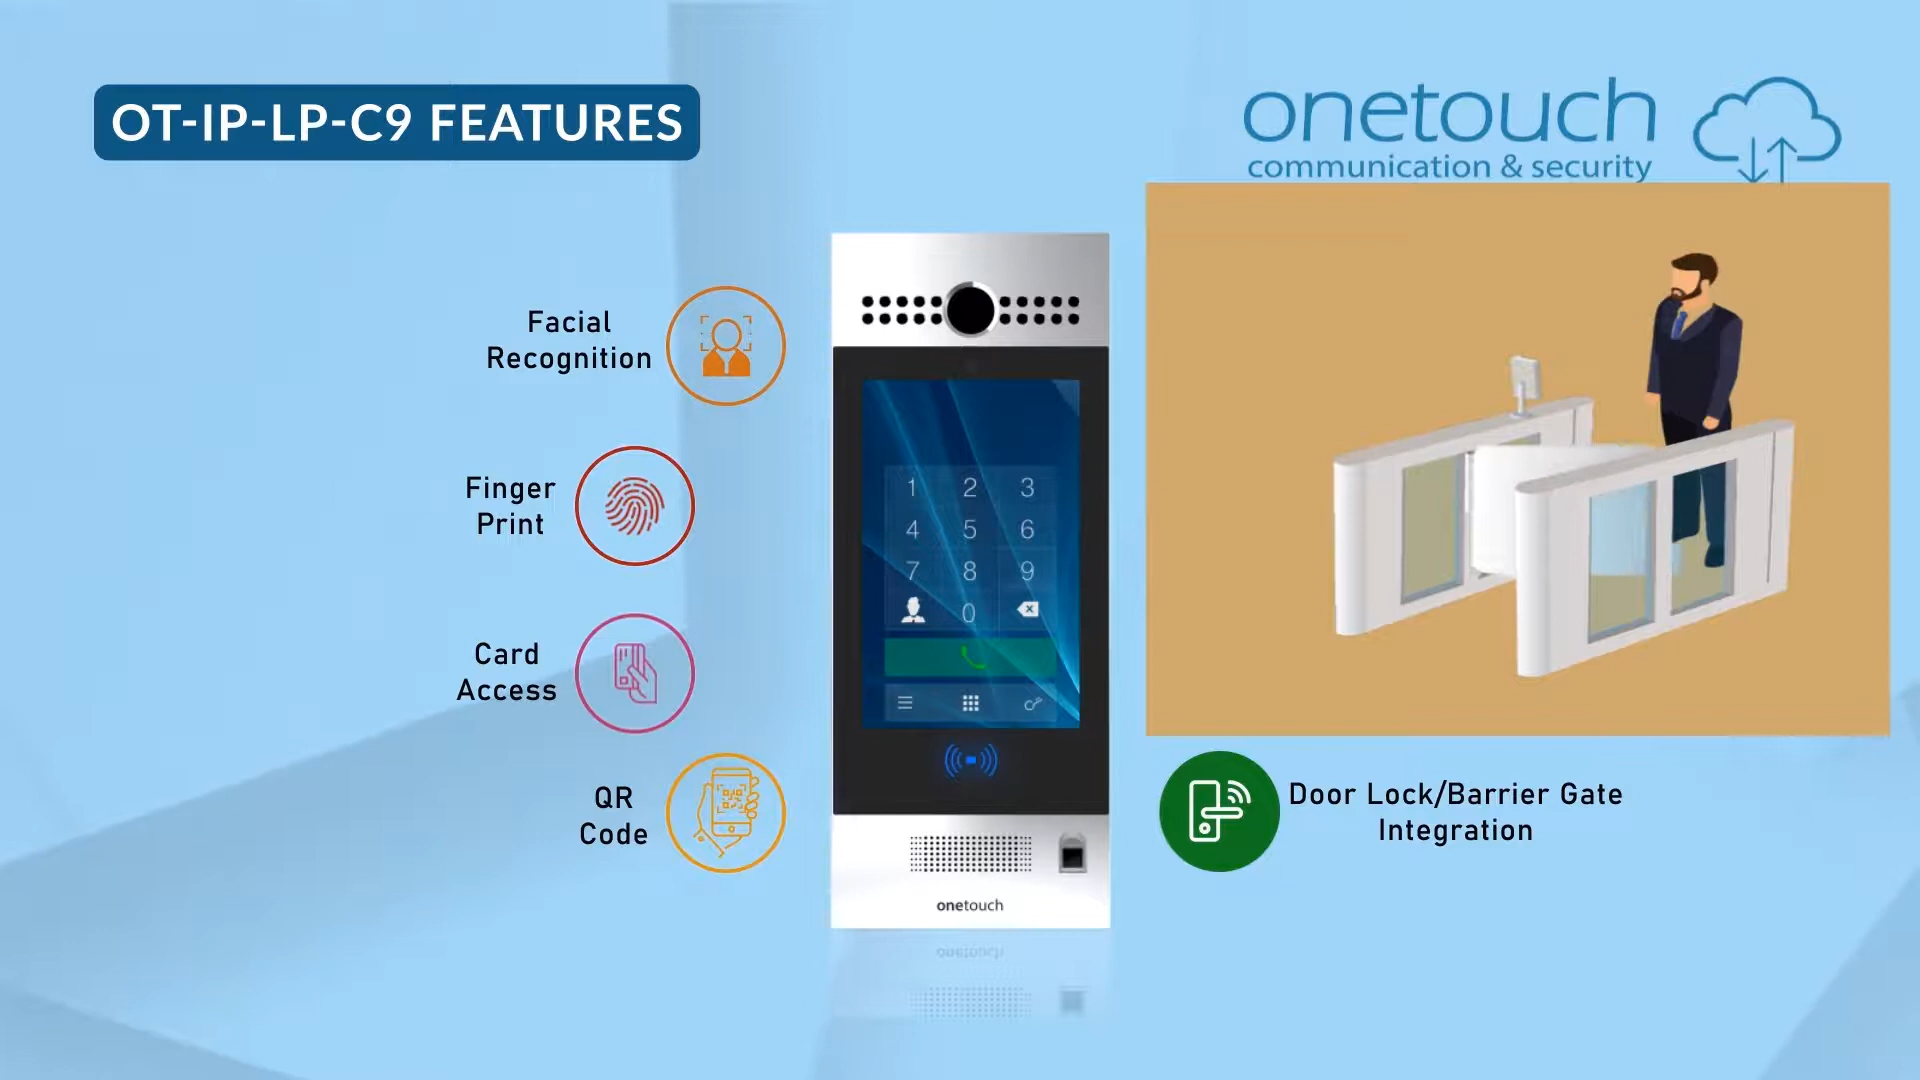 OT-IP-LP-C9 FEATURES
onetouch
communication & security
Facial
Recognition
Finger
Print
Card
Access
QR
Code
1 2 3
4 5 6
7 8 9
0
onetouch
Door Lock/Barrier Gate
Integration